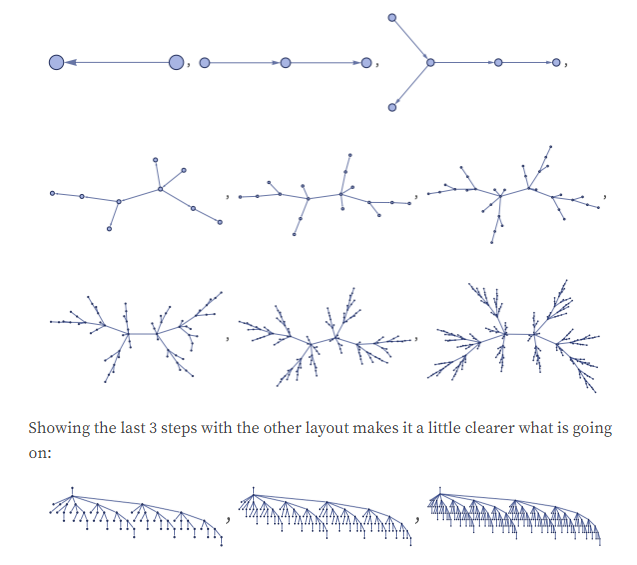 , ,
, ,
, ,
Showing the last 3 steps with the other layout makes it a little clearer what is going
on:
, ,